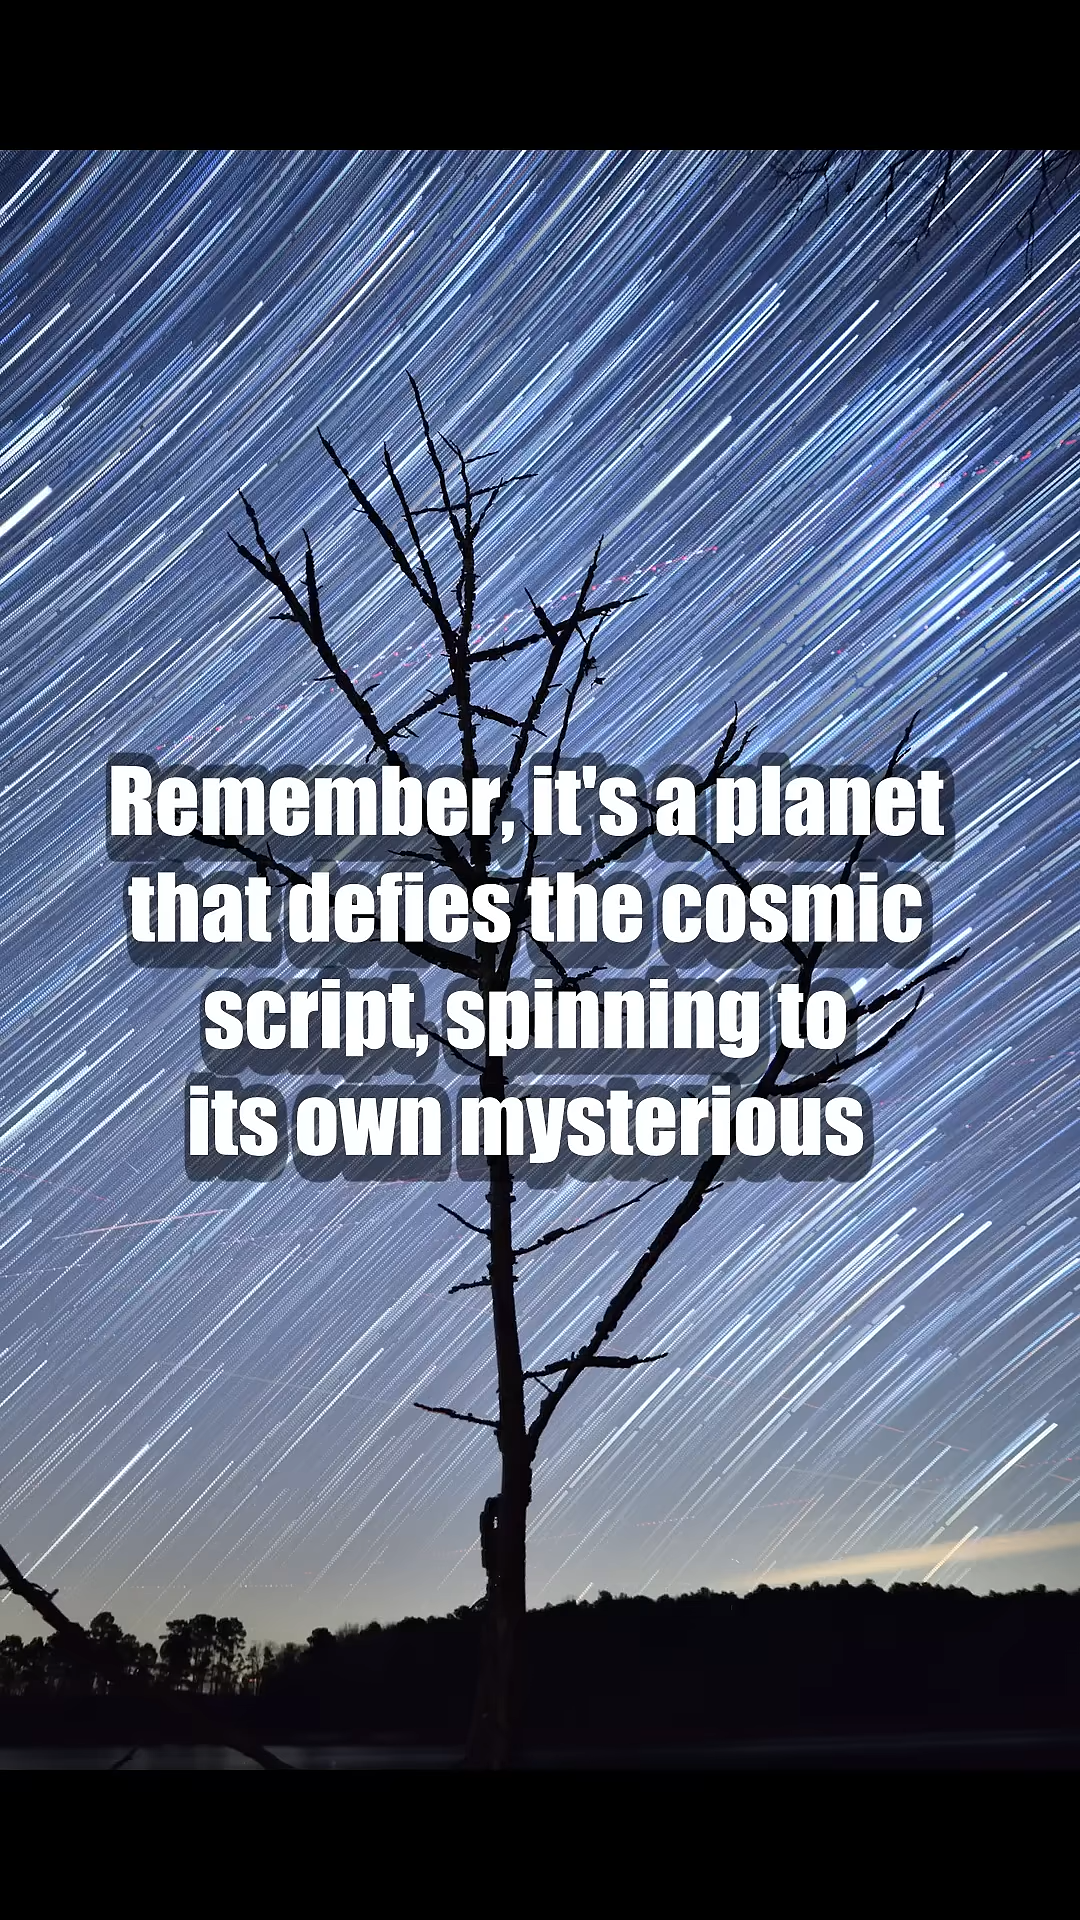 Remember, it's a planet
that defies the cosmic
script, spinning to
its own mysterious